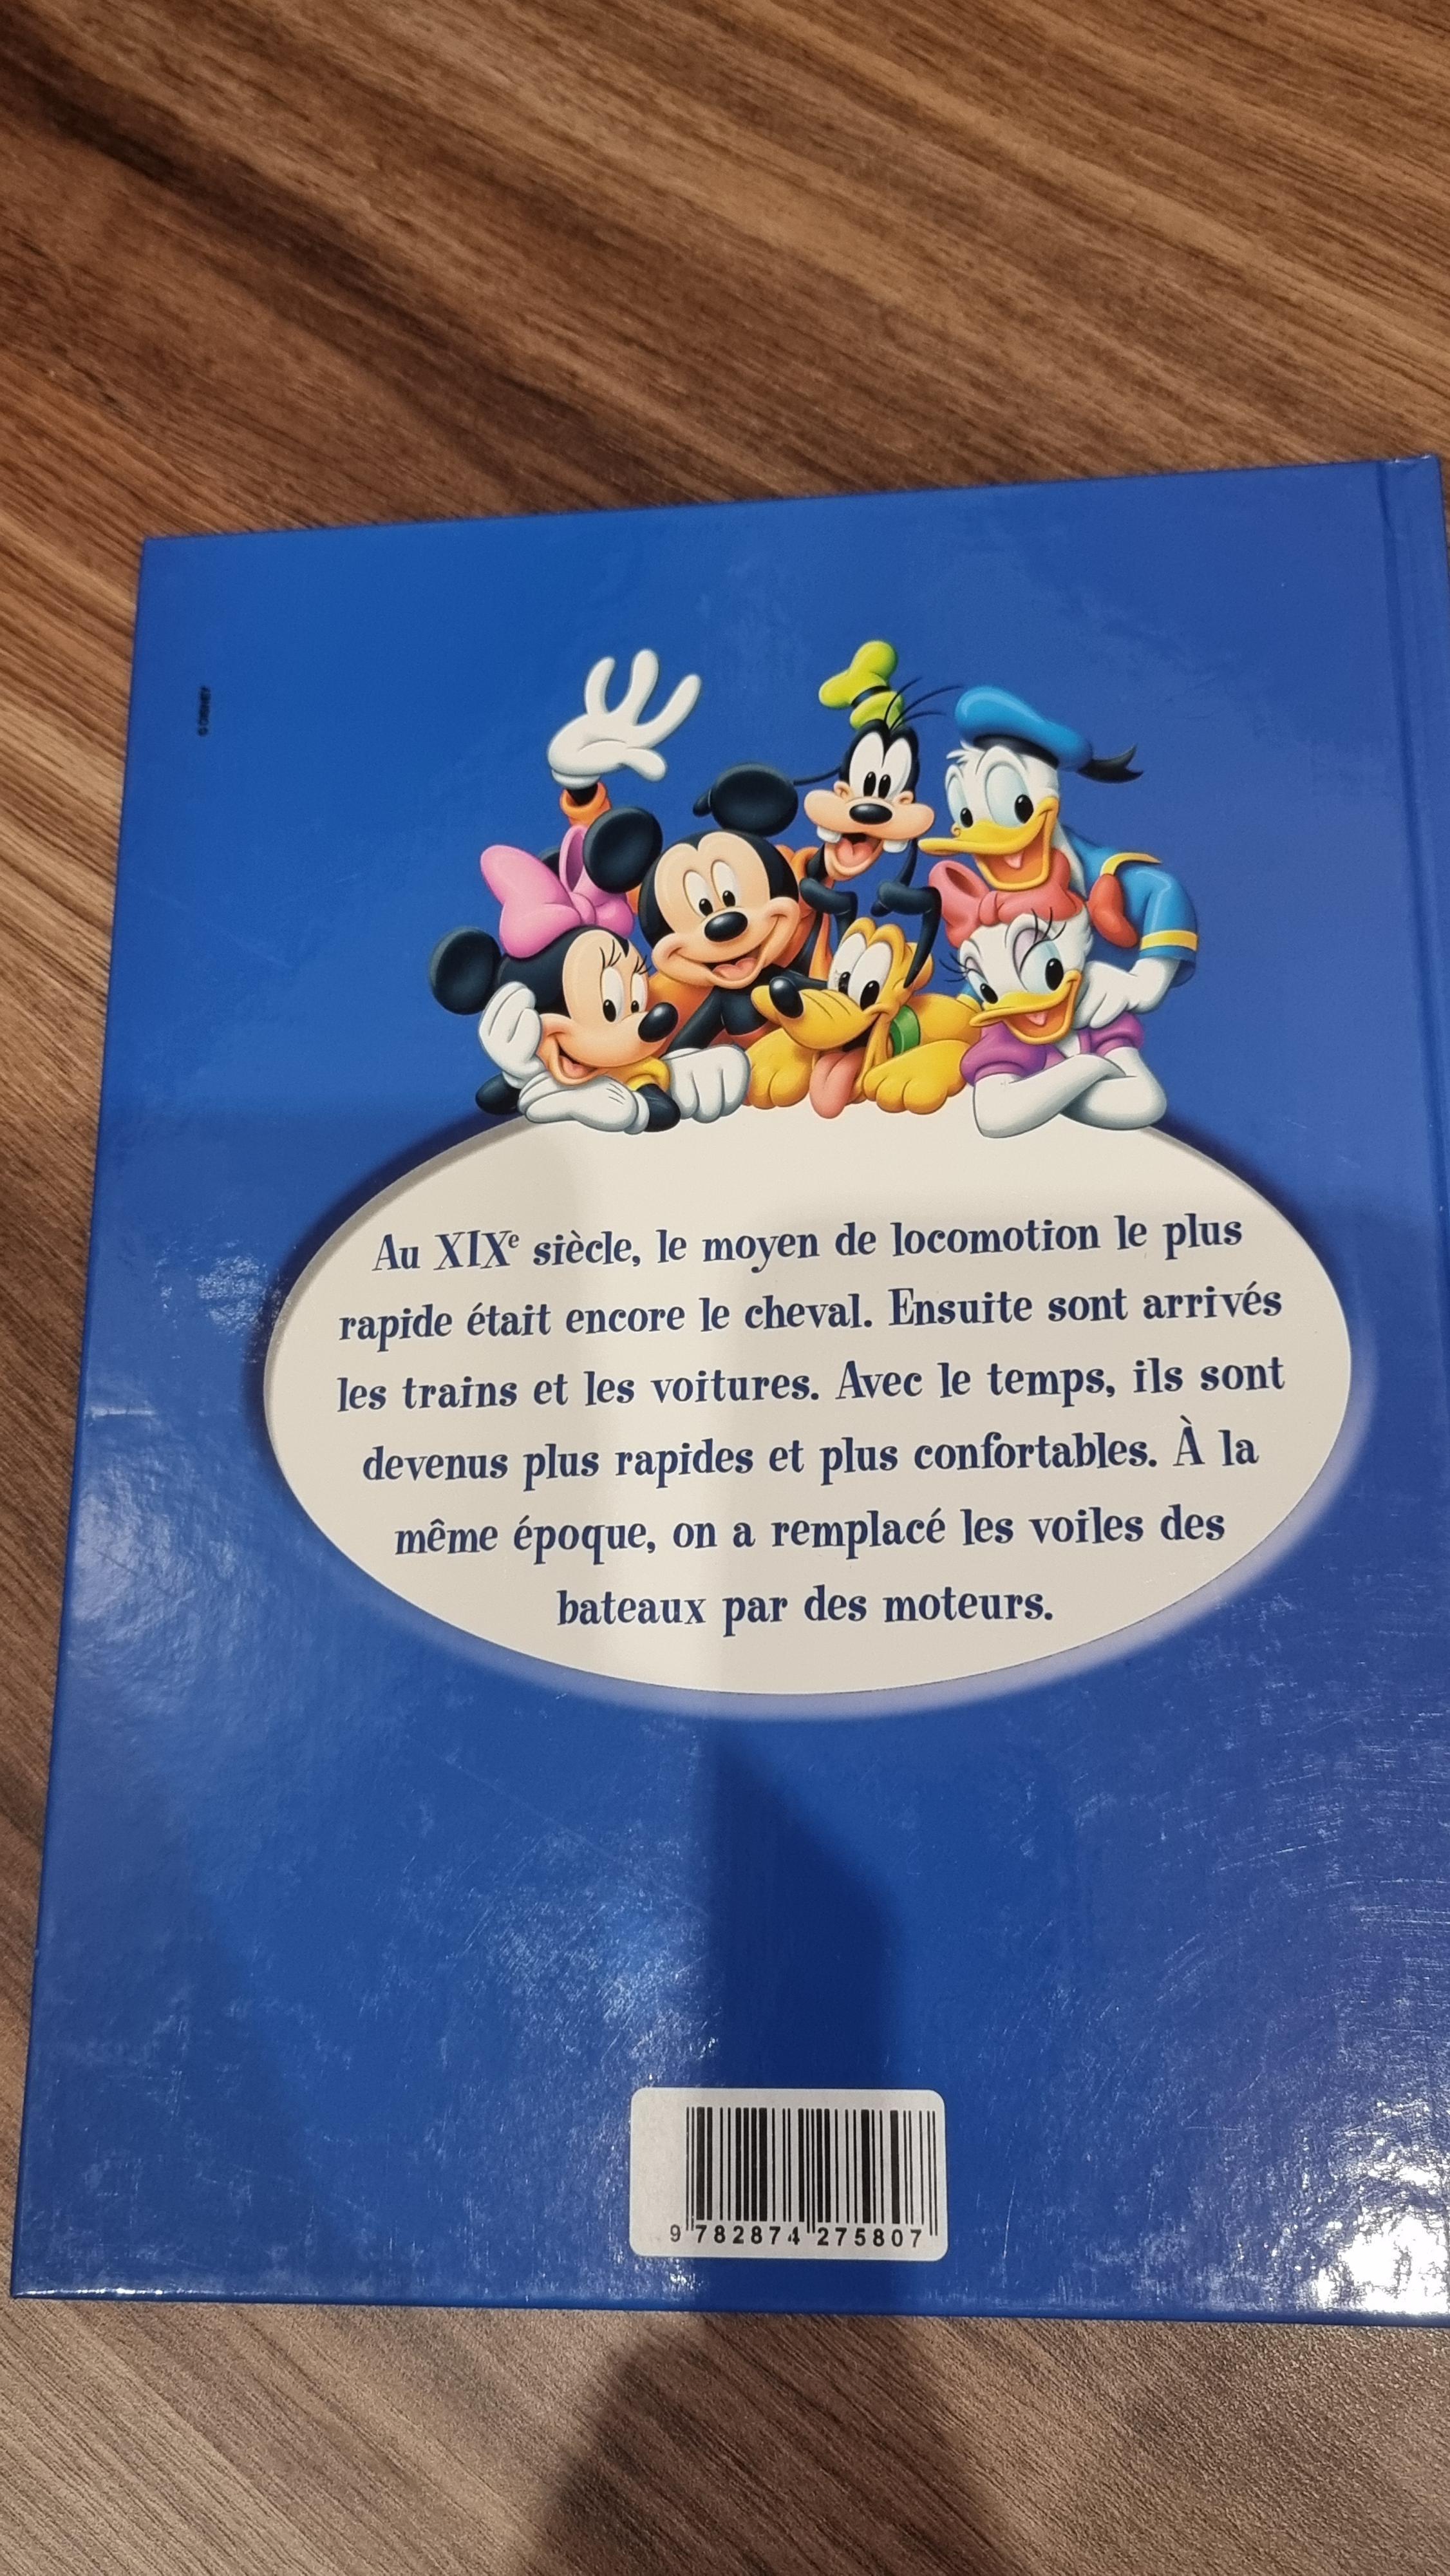 © DISNEY
Au XIXe siècle, le moyen de locomotion le plus
rapide était encore le cheval. Ensuite sont arrivés
les trains et les voitures. Avec le temps, ils sont
devenus plus rapides et plus confortables. À la
même époque, on a remplacé les voiles des
bateaux par des moteurs.
9 782874 275807